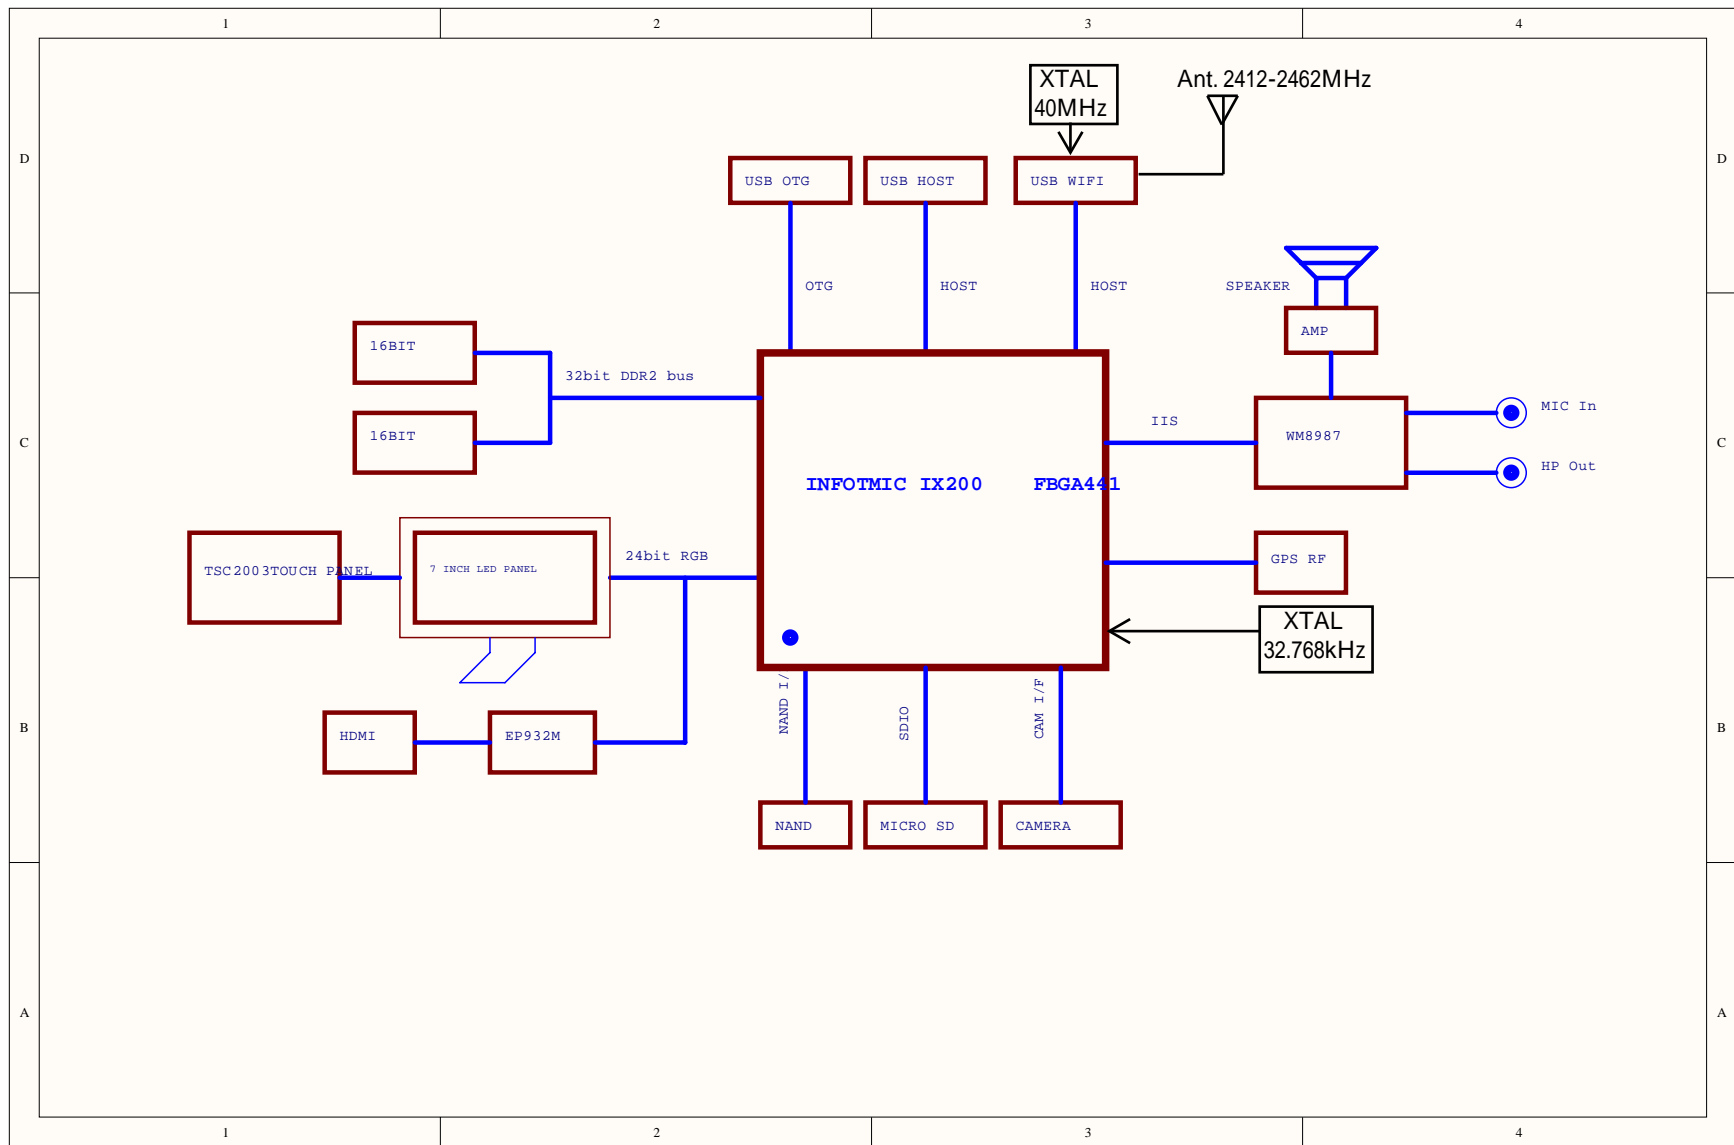 1 2 3 4
XTAL
40MHz
Ant. 2412-2462MHz
D D
USB OTG USB HOST USB WIFI
OTG HOST HOST SPEAKER
AMP
16BIT
32bit DDR2 bus
MIC In
IIS
C 16BIT WM8987 C
HP Out
INFOTMIC IX200 FBGA441
24bit RGB
GPS RF
TSC2003TOUCH PANEL 7 INCH LED PANEL
XTAL
32.768kHz
NAND I/
SDIO
CAM I/F
B B
HDMI EP932M
NAND MICRO SD CAMERA
A A
1 2 3 4